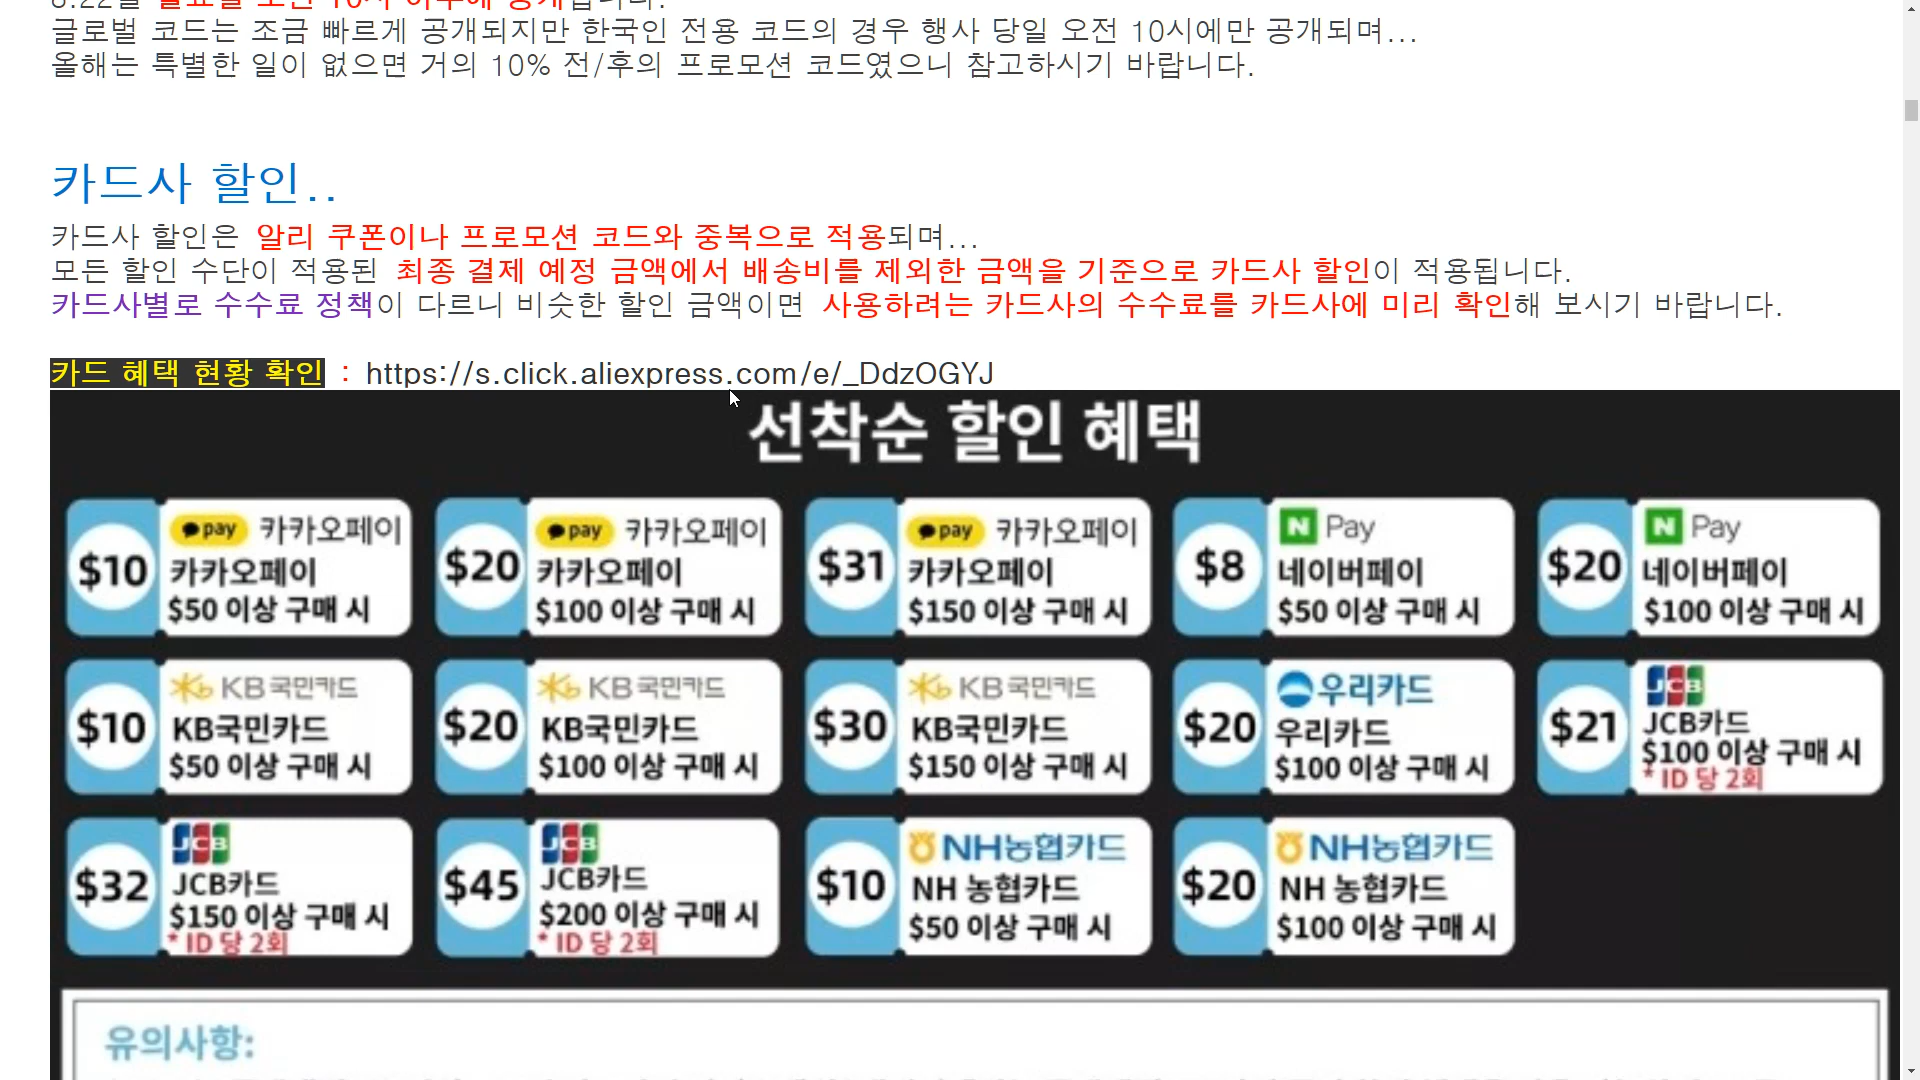 글로벌 코드는 조금 빠르게 공개되지만 한국인 전용 코드의 경우 행사 당일 오전 10시에만 공개되며...
올해는 특별한 일이 없으면 거의 10% 전/후의 프로모션 코드였으니 참고하시기 바랍니다.
카드사 할인..
카드사 할인은 알리 쿠폰이나 프로모션 코드와 중복으로 적용되며...
모든 할인 수단이 적용된 최종 결제 예정 금액에서 배송비를 제외한 금액을 기준으로 카드사 할인이 적용됩니다.
카드사별로 수수료 정책이 다르니 비슷한 할인 금액이면 사용하려는 카드사의 수수료를 카드사에 미리 확인해 보시기 바랍니다.
카드 혜택 현황 확인 : https://s.click.aliexpress.com/e/_DdzOGYJ
선착순 할인 혜택
$10
pay 카카오페이
카카오페이
$50 이상 구매 시
$20
pay 카카오페이
카카오페이
$100 이상 구매 시
$31
pay 카카오페이
카카오페이
$150 이상 구매 시
$8
N Pay
네이버페이
$50 이상 구매 시
$20
N Pay
네이버페이
$100 이상 구매 시
$10
KB국민카드
KB국민카드
$50 이상 구매 시
$20
KB국민카드
KB국민카드
$100 이상 구매 시
$30
KB국민카드
KB국민카드
$150 이상 구매 시
$20
우리카드
우리카드
$100 이상 구매 시
$21
JCB
JCB카드
$100 이상 구매 시
* ID 당 2회
$32
JCB
JCB카드
$150 이상 구매 시
* ID 당 2회
$45
JCB
JCB카드
$200 이상 구매 시
* ID 당 2회
$10
NH농협카드
NH 농협카드
$50 이상 구매 시
$20
NH농협카드
NH 농협카드
$100 이상 구매 시
유의사항: